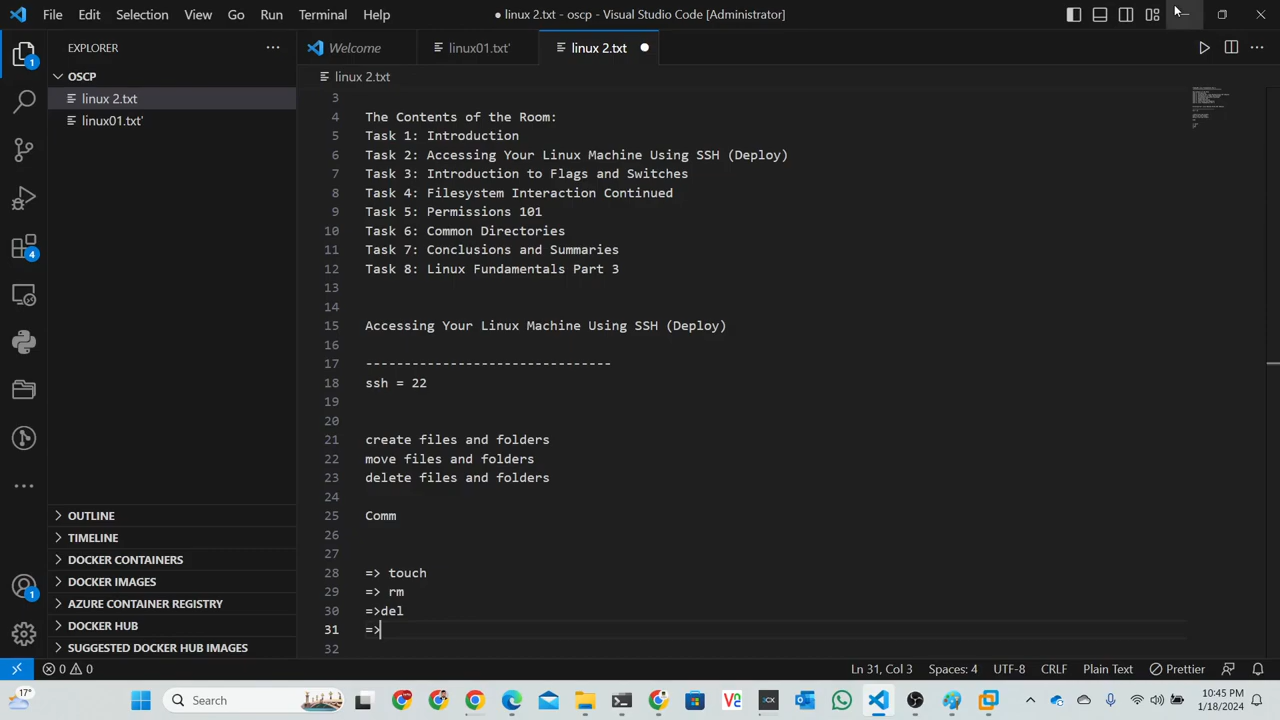 File Edit Selection View Go Run Terminal Help
● linux 2.txt - oscp - Visual Studio Code [Administrator]
EXPLORER
Welcome
linux01.txt'
linux 2.txt
OSCP
linux 2.txt
linux 2.txt
linux01.txt'
3
4 The Contents of the Room:
5 Task 1: Introduction
6 Task 2: Accessing Your Linux Machine Using SSH (Deploy)
7 Task 3: Introduction to Flags and Switches
8 Task 4: Filesystem Interaction Continued
9 Task 5: Permissions 101
10 Task 6: Common Directories
11 Task 7: Conclusions and Summaries
12 Task 8: Linux Fundamentals Part 3
13
14
15 Accessing Your Linux Machine Using SSH (Deploy)
16
17 --------------------------------
18 ssh = 22
19
20
21 create files and folders
22 move files and folders
23 delete files and folders
24
25 Comm
26
27
28 => touch
29 => rm
30 =>del
31 =>
32
1
4
1
OUTLINE
TIMELINE
DOCKER CONTAINERS
DOCKER IMAGES
AZURE CONTAINER REGISTRY
DOCKER HUB
SUGGESTED DOCKER HUB IMAGES
0 0
Ln 31, Col 3 Spaces: 4 UTF-8 CRLF Plain Text Prettier
17°
Search
10:45 PM
1/18/2024